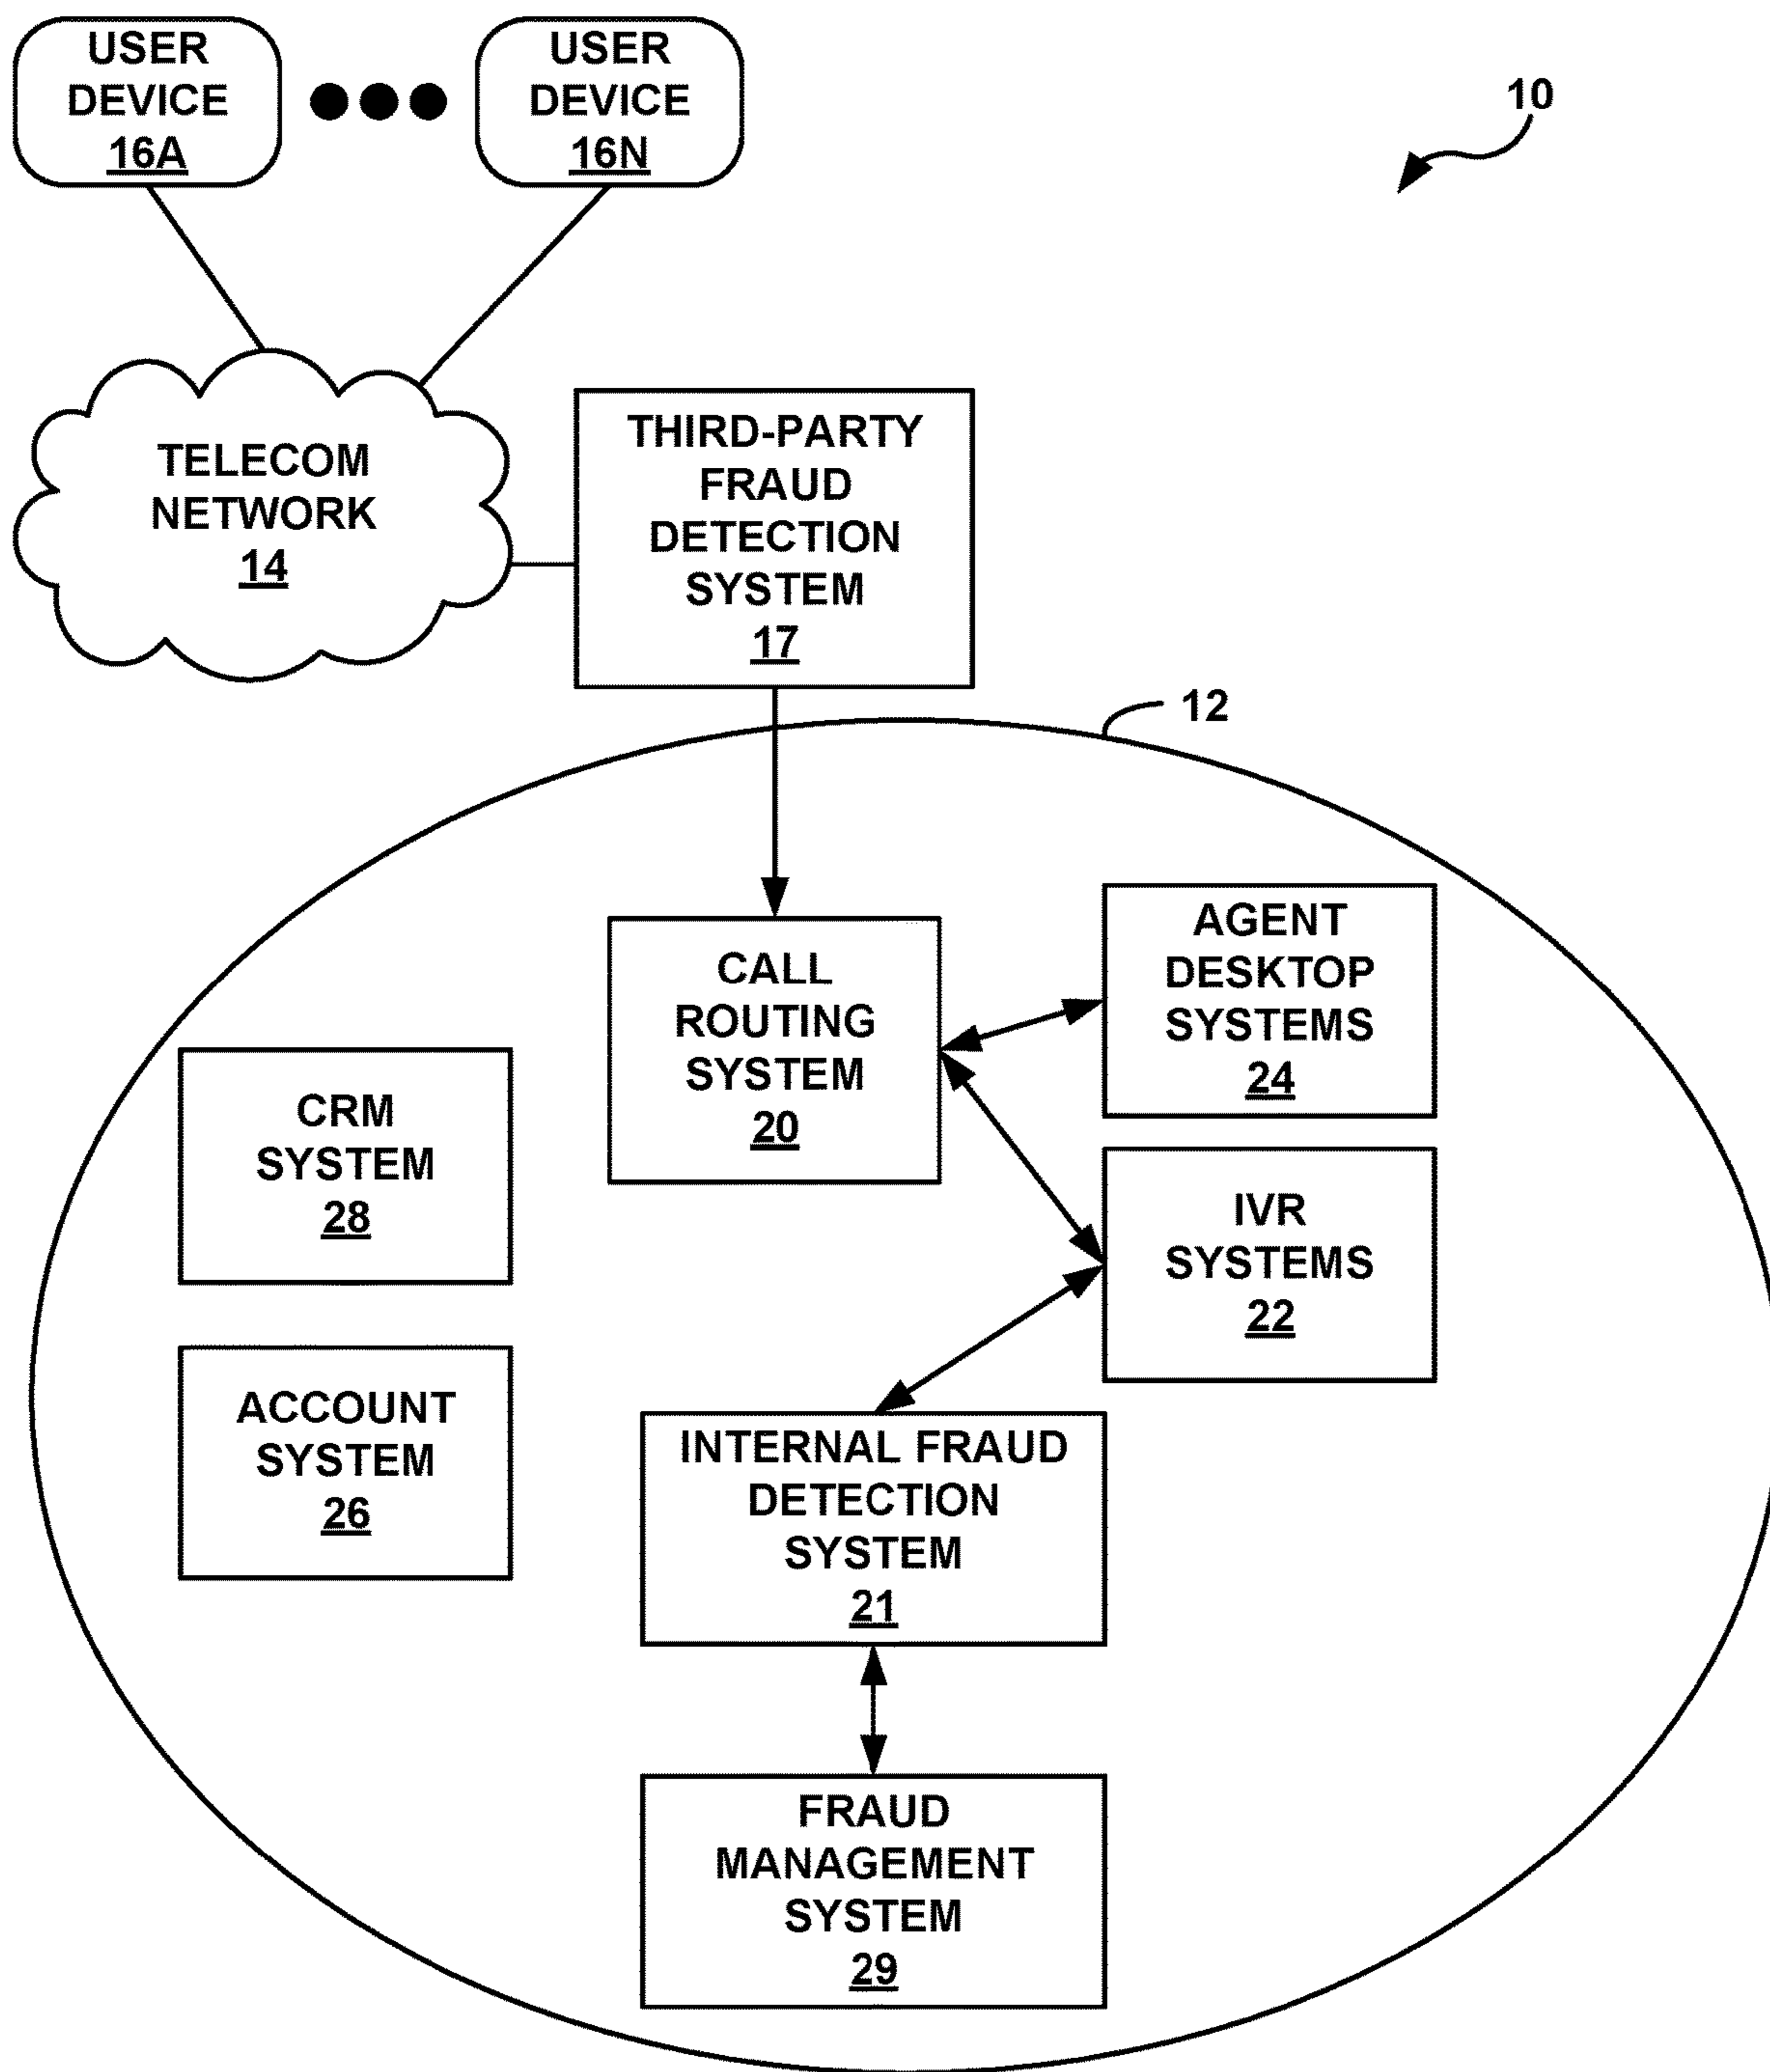 USER
DEVICE
16A
USER
DEVICE
16N
10
TELECOM
NETWORK
14
THIRD-PARTY
FRAUD
DETECTION
SYSTEM
17
12
CALL
ROUTING
SYSTEM
20
AGENT
DESKTOP
SYSTEMS
24
CRM
SYSTEM
28
IVR
SYSTEMS
22
ACCOUNT
SYSTEM
26
INTERNAL FRAUD
DETECTION
SYSTEM
21
FRAUD
MANAGEMENT
SYSTEM
29